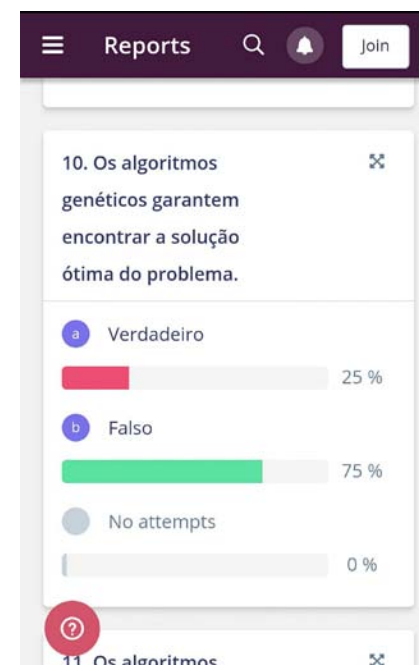 Reports
Join
10. Os algoritmos
genéticos garantem
encontrar a solução
ótima do problema.
a Verdadeiro
25 %
b Falso
75 %
No attempts
0 %
11. Os algoritmos